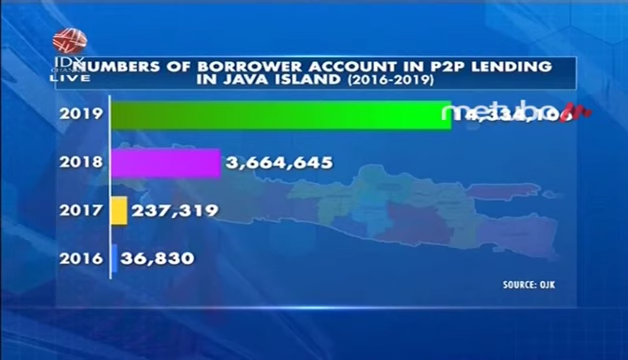 IDX
LIVE
NUMBERS OF BORROWER ACCOUNT IN P2P LENDING
IN JAVA ISLAND (2016-2019)
2019
metube
2018 3,664,645
2017 237,319
2016 36,830
SOURCE: OJK